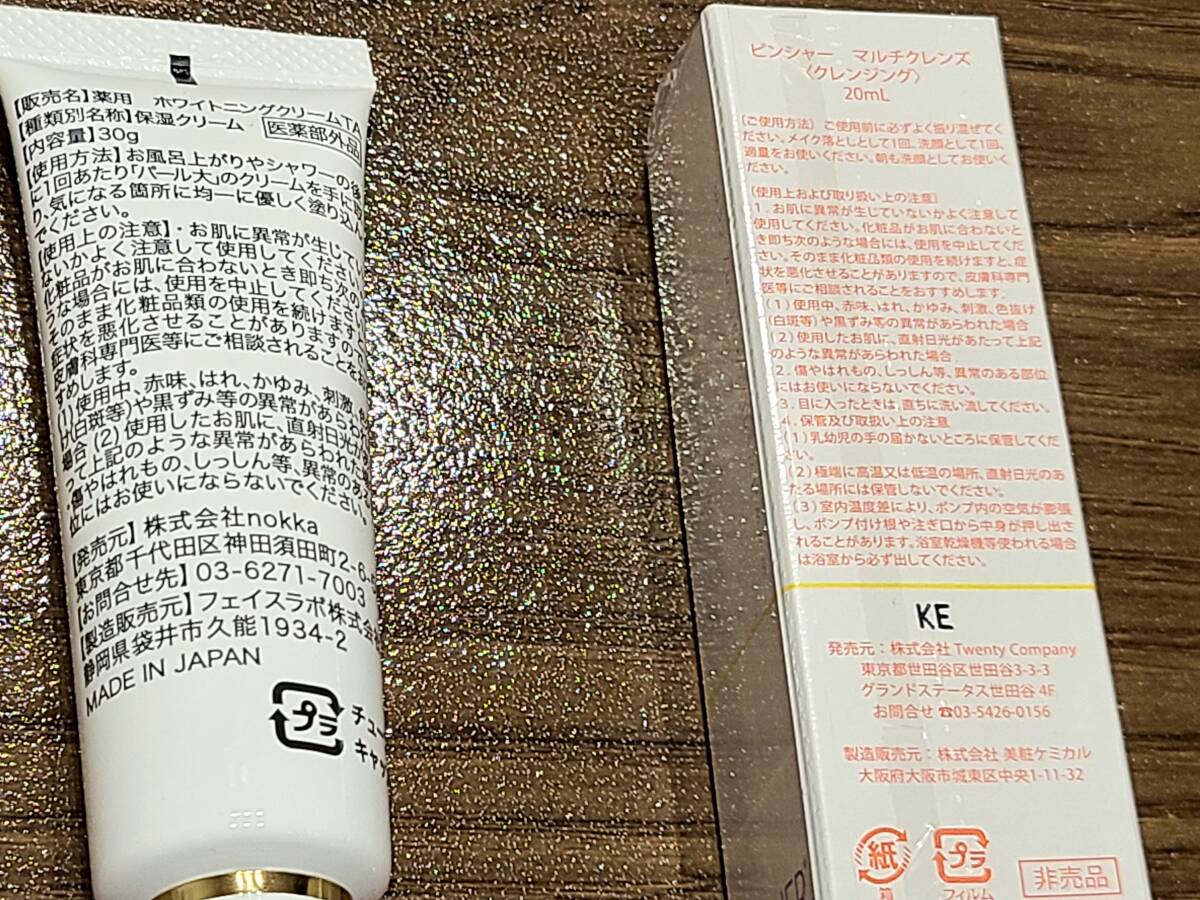 【販売名】薬用 ホワイトニングクリームTA
【種類別名称】保湿クリーム 医薬部外品
【内容量】30g
【使用方法】お風呂上がりやシャワーの後
に1回あたり「パール大」のクリームを手に取
り、気になる箇所に均一に優しく塗り込ん
でください。
【使用上の注意】・お肌に異常が生じてい
ないかよく注意して使用してください。
化粧品がお肌に合わないとき即ち次のよ
うな場合には、使用を中止してください。
そのまま化粧品類の使用を続けますと
症状を悪化させることがありますので
皮膚科専門医等にご相談されることをお
すすめします。
(1)使用中、赤味、はれ、かゆみ、刺激、色
け(白斑等)や黒ずみ等の異常があらわれ
場合(2)使用したお肌に、直射日光が
って上記のような異常があらわれた
・傷やはれもの、しっしん等、異常のある
位にはお使いにならないでください。
【発売元】株式会社nokka
東京都千代田区神田須田町2-6-
【お問合せ先】03-6271-7003
【製造販売元】フェイスラボ株式会
静岡県袋井市久能1934-2
MADE IN JAPAN
プラ
チュー
キャッ
ピンシャー マルチクレンズ
〈クレンジング〉
20mL
［ご使用方法］ご使用前に必ずよく振り混ぜてく
ださい。メイク落としとして1回、洗顔として1回、
適量をお使いください。朝も洗顔としてお使いく
ださい。
［使用上および取り扱い上の注意］
1．お肌に異常が生じていないかよく注意して
使用してください。化粧品がお肌に合わないと
き即ち次のような場合には、使用を中止してくだ
さい。そのまま化粧品類の使用を続けますと、症
状を悪化させることがありますので、皮膚科専門
医等にご相談されることをおすすめします。
(1)使用中、赤味、はれ、かゆみ、刺激、色抜け
(白斑等)や黒ずみ等の異常があらわれた場合
(2)使用したお肌に、直射日光があたって上記
のような異常があらわれた場合
2．傷やはれもの、しっしん等、異常のある部位
にはお使いにならないでください。
3．目に入ったときは、直ちに洗い流してください。
4．保管及び取扱い上の注意
(1)乳幼児の手の届かないところに保管してくだ
さい。
(2)極端に高温又は低温の場所、直射日光のあ
たる場所には保管しないでください。
(3)室内温度差により、ポンプ内の空気が膨張
し、ポンプ付け根や注ぎ口から中身が押し出さ
れることがあります。浴室乾燥機等使われる場合
は浴室から必ず出してください。
KE
発売元：株式会社 Twenty Company
東京都世田谷区世田谷3-3-3
グランドステータス世田谷 4F
お問合せ ☎03-5426-0156
製造販売元：株式会社 美粧ケミカル
大阪府大阪市城東区中央1-11-32
紙
箱
プラ
フィルム
非売品